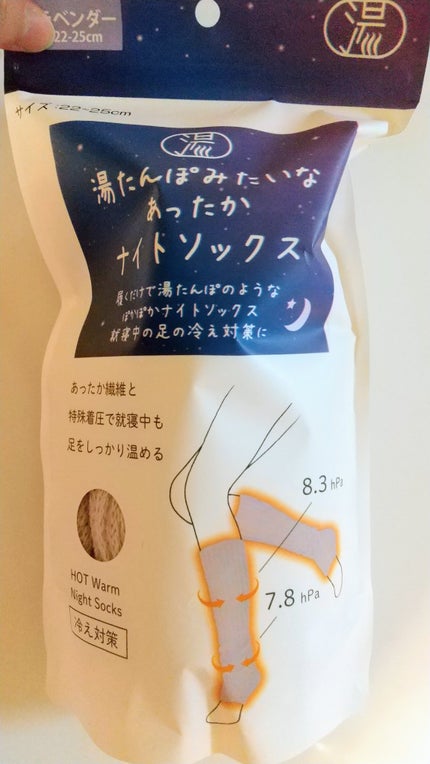 ベンダー
22-25cm
湯
サイズ:22~25cm
湯
湯たんぽみたいな
あったか
ナイトソックス
履くだけで湯たんぽのような
ぽかぽかナイトソックス
就寝中の足の冷え対策に
あったか繊維と
特殊着圧で就寝中も
足をしっかり温める
8.3 hPa
7.8 hPa
HOT Warm
Night Socks
冷え対策